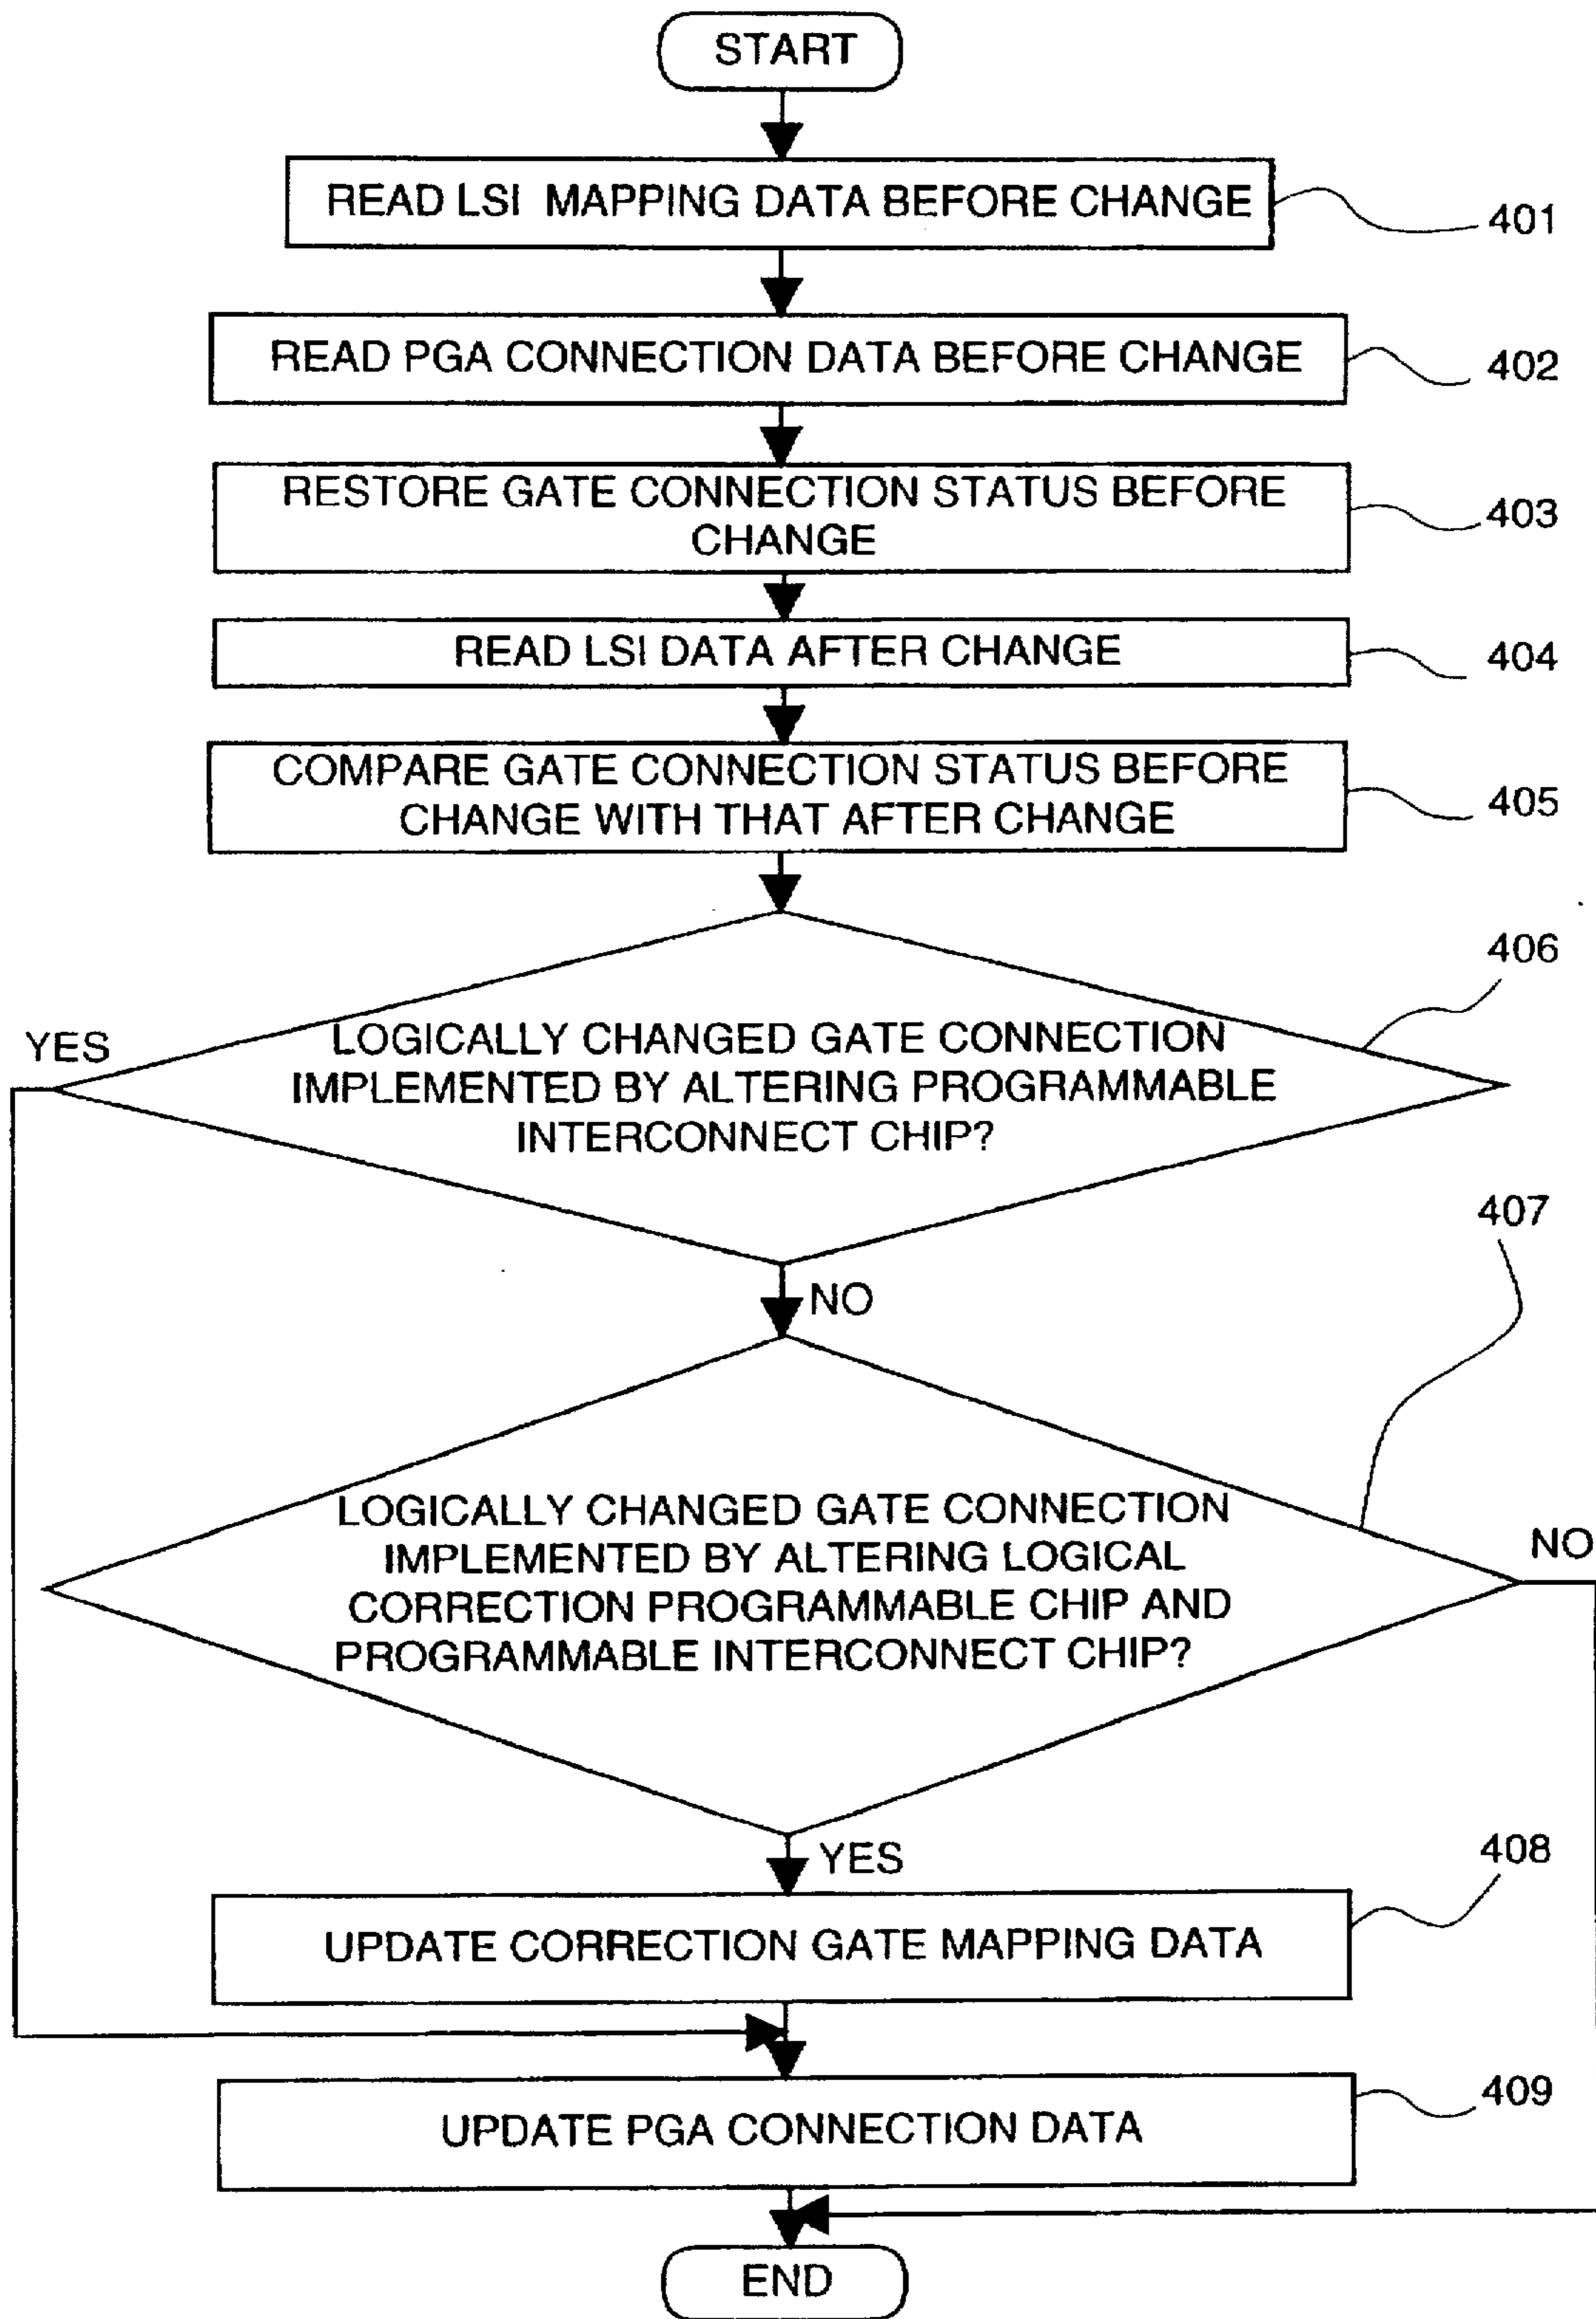 START
READ LSI MAPPING DATA BEFORE CHANGE
401
READ PGA CONNECTION DATA BEFORE CHANGE
402
RESTORE GATE CONNECTION STATUS BEFORE
CHANGE
403
READ LSI DATA AFTER CHANGE
404
COMPARE GATE CONNECTION STATUS BEFORE
CHANGE WITH THAT AFTER CHANGE
405
406
YES
LOGICALLY CHANGED GATE CONNECTION
IMPLEMENTED BY ALTERING PROGRAMMABLE
INTERCONNECT CHIP?
407
NO
LOGICALLY CHANGED GATE CONNECTION
IMPLEMENTED BY ALTERING LOGICAL
CORRECTION PROGRAMMABLE CHIP AND
PROGRAMMABLE INTERCONNECT CHIP?
NO
YES
408
UPDATE CORRECTION GATE MAPPING DATA
409
UPDATE PGA CONNECTION DATA
END